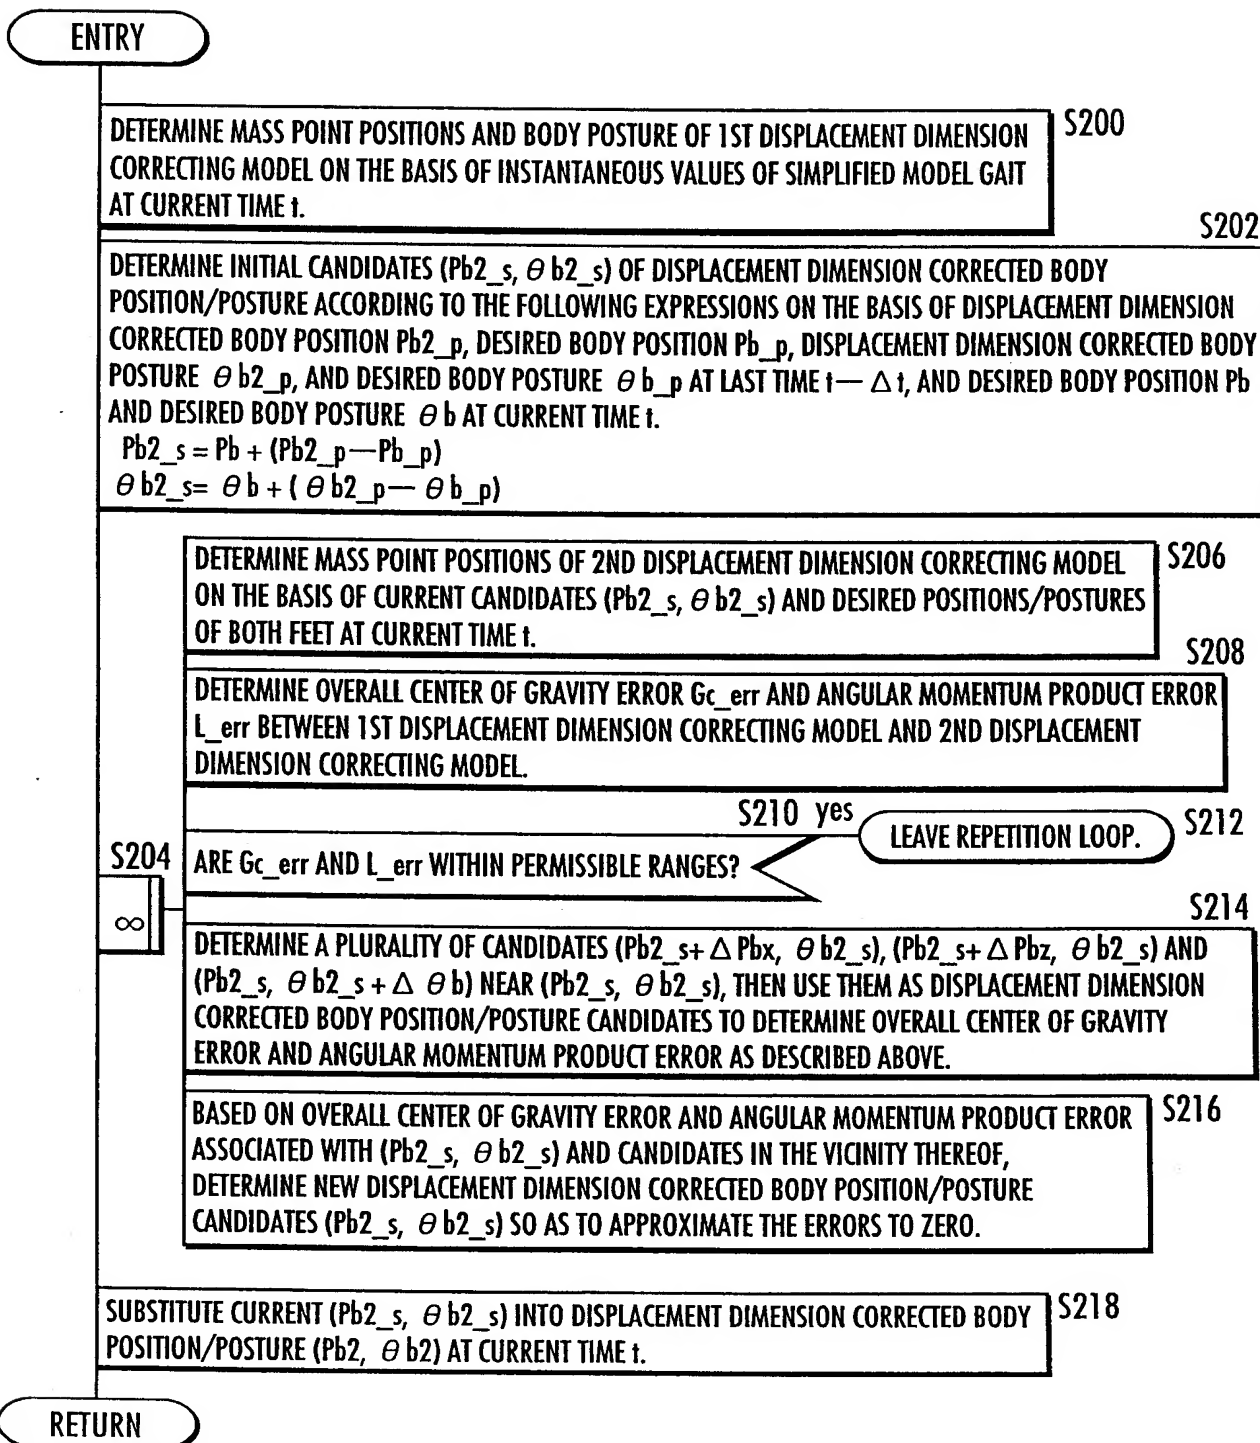 ENTRY
S200
DETERMINE MASS POINT POSITIONS AND BODY POSTURE OF 1ST DISPLACEMENT DIMENSION
CORRECTING MODEL ON THE BASIS OF INSTANTANEOUS VALUES OF SIMPLIFIED MODEL GAIT
AT CURRENT TIME t.
S202
DETERMINE INITIAL CANDIDATES (Pb2_s, θ b2_s) OF DISPLACEMENT DIMENSION CORRECTED BODY
POSITION/POSTURE ACCORDING TO THE FOLLOWING EXPRESSIONS ON THE BASIS OF DISPLACEMENT DIMENSION
CORRECTED BODY POSITION Pb2_p, DESIRED BODY POSITION Pb_p, DISPLACEMENT DIMENSION CORRECTED BODY
POSTURE θ b2_p, AND DESIRED BODY POSTURE θ b_p AT LAST TIME t— Δ t, AND DESIRED BODY POSITION Pb
AND DESIRED BODY POSTURE θ b AT CURRENT TIME t.
Pb2_s = Pb + (Pb2_p—Pb_p)
θ b2_s= θ b + ( θ b2_p— θ b_p)
S206
DETERMINE MASS POINT POSITIONS OF 2ND DISPLACEMENT DIMENSION CORRECTING MODEL
ON THE BASIS OF CURRENT CANDIDATES (Pb2_s, θ b2_s) AND DESIRED POSITIONS/POSTURES
OF BOTH FEET AT CURRENT TIME t.
S208
DETERMINE OVERALL CENTER OF GRAVITY ERROR Gc_err AND ANGULAR MOMENTUM PRODUCT ERROR
L_err BETWEEN 1ST DISPLACEMENT DIMENSION CORRECTING MODEL AND 2ND DISPLACEMENT
DIMENSION CORRECTING MODEL.
S210 yes
LEAVE REPETITION LOOP.
S212
S204
ARE Gc_err AND L_err WITHIN PERMISSIBLE RANGES?
∞
S214
DETERMINE A PLURALITY OF CANDIDATES (Pb2_s+ Δ Pbx, θ b2_s), (Pb2_s+ Δ Pbz, θ b2_s) AND
(Pb2_s, θ b2_s + Δ θ b) NEAR (Pb2_s, θ b2_s), THEN USE THEM AS DISPLACEMENT DIMENSION
CORRECTED BODY POSITION/POSTURE CANDIDATES TO DETERMINE OVERALL CENTER OF GRAVITY
ERROR AND ANGULAR MOMENTUM PRODUCT ERROR AS DESCRIBED ABOVE.
S216
BASED ON OVERALL CENTER OF GRAVITY ERROR AND ANGULAR MOMENTUM PRODUCT ERROR
ASSOCIATED WITH (Pb2_s, θ b2_s) AND CANDIDATES IN THE VICINITY THEREOF,
DETERMINE NEW DISPLACEMENT DIMENSION CORRECTED BODY POSITION/POSTURE
CANDIDATES (Pb2_s, θ b2_s) SO AS TO APPROXIMATE THE ERRORS TO ZERO.
S218
SUBSTITUTE CURRENT (Pb2_s, θ b2_s) INTO DISPLACEMENT DIMENSION CORRECTED BODY
POSITION/POSTURE (Pb2, θ b2) AT CURRENT TIME t.
RETURN